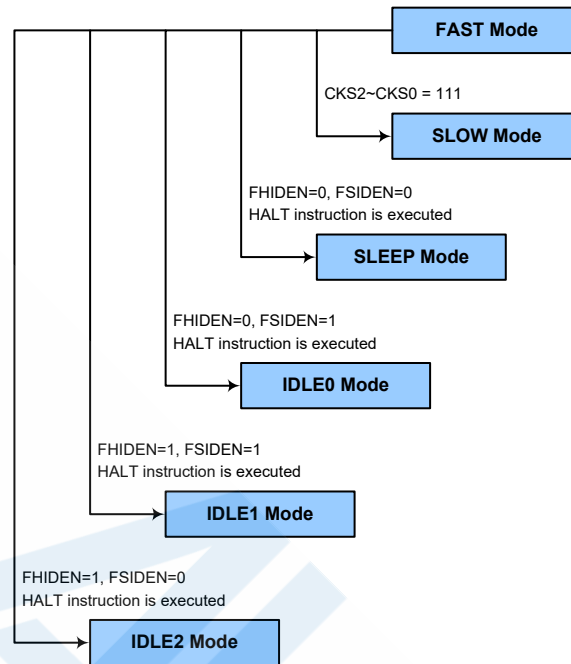 FAST Mode
CKS2~CKS0 = 111
SLOW Mode
FHIDEN=0, FSIDEN=0
HALT instruction is executed
SLEEP Mode
FHIDEN=0, FSIDEN=1
HALT instruction is executed
IDLE0 Mode
FHIDEN=1, FSIDEN=1
HALT instruction is executed
IDLE1 Mode
FHIDEN=1, FSIDEN=0
HALT instruction is executed
IDLE2 Mode